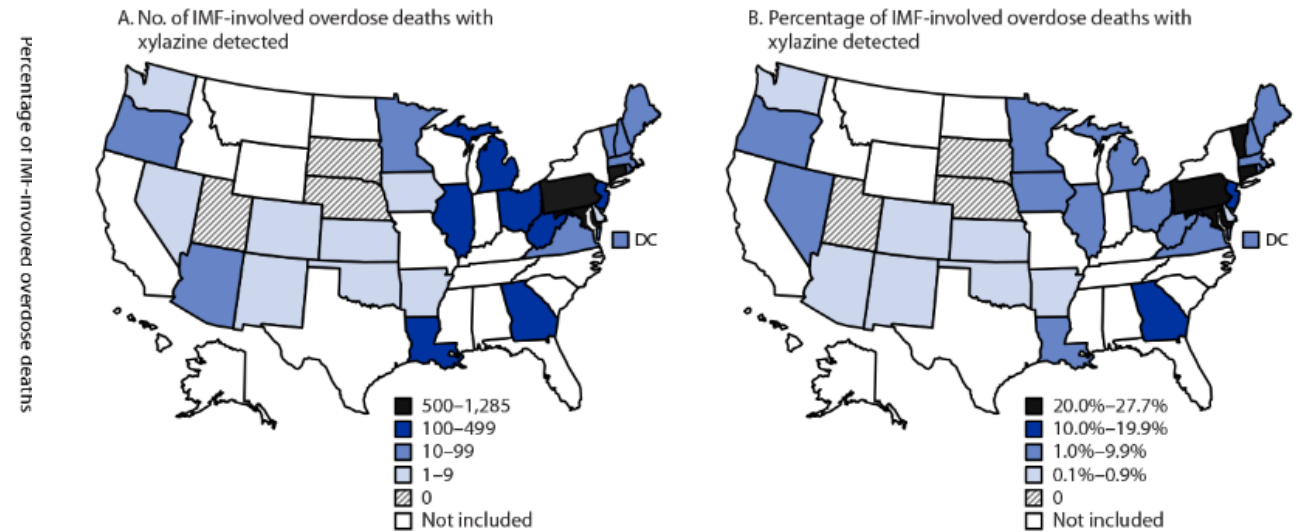 A. No. of IMF-involved overdose deaths with
xylazine detected
B. Percentage of IMF-involved overdose deaths with
xylazine detected
Percentage of IMF-involved overdose deaths
DC
DC
500–1,285
100–499
10–99
1–9
0
Not included
20.0%–27.7%
10.0%–19.9%
1.0%–9.9%
0.1%–0.9%
0
Not included